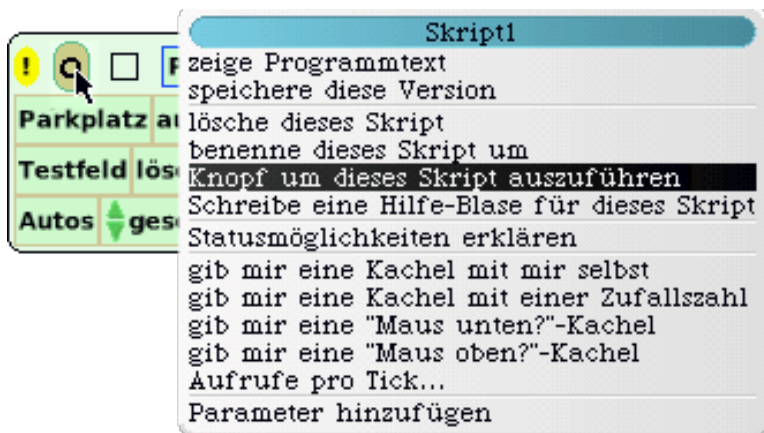 Skript1
!
zeige Programmtext
speichere diese Version
Parkplatz
lösche dieses Skript
benenne dieses Skript um
Testfeld
Knopf um dieses Skript auszuführen
Schreibe eine Hilfe-Blase für dieses Skript
Autos
Statusmöglichkeiten erklären
gib mir eine Kachel mit mir selbst
gib mir eine Kachel mit einer Zufallszahl
gib mir eine "Maus unten?"-Kachel
gib mir eine "Maus oben?"-Kachel
Aufrufe pro Tick...
Parameter hinzufügen